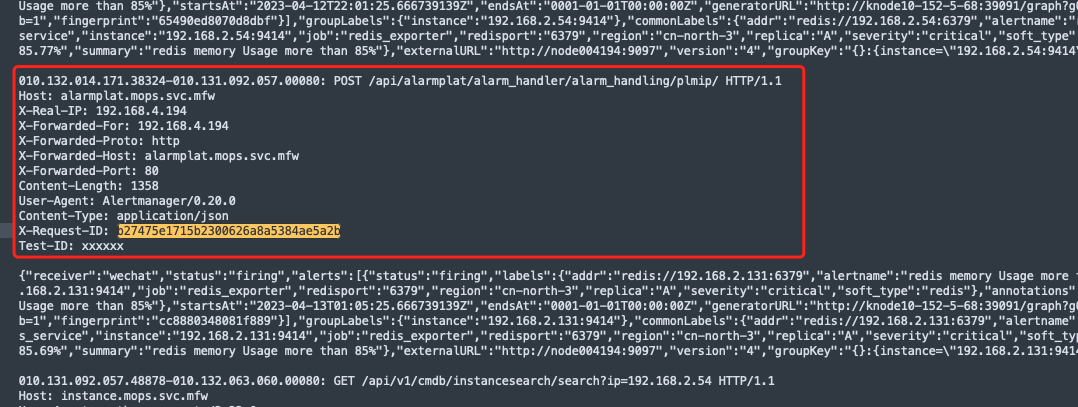 Usage more than 85%"},"startsAt":"2023-04-12T22:01:25.666739139Z","endsAt":"0001-01-01T00:00:00Z","generatorURL":"http://knode10-152-5-68:39091/graph?g0
b=1","fingerprint":"65490ed8070d8dbf"}],"groupLabels":{"instance":"192.168.2.54:9414"},"commonLabels":{"addr":"redis://192.168.2.54:6379","alertname":"
service","instance":"192.168.2.54:9414","job":"redis_exporter","redisport":"6379","region":"cn-north-3","replica":"A","severity":"critical","soft_type"
85.77%","summary":"redis memory Usage more than 85%"},"externalURL":"http://node004194:9097","version":"4","groupKey":"{}:{instance=\"192.168.2.54:9414\"
010.132.014.171.38324-010.131.092.057.00080: POST /api/alarmplat/alarm_handler/alarm_handling/plmip/ HTTP/1.1
Host: alarmplat.mops.svc.mfw
X-Real-IP: 192.168.4.194
X-Forwarded-For: 192.168.4.194
X-Forwarded-Proto: http
X-Forwarded-Host: alarmplat.mops.svc.mfw
X-Forwarded-Port: 80
Content-Length: 1358
User-Agent: Alertmanager/0.20.0
Content-Type: application/json
X-Request-ID: b27475e1715b2300626a8a5384ae5a2b
Test-ID: xxxxxx
{"receiver":"wechat","status":"firing","alerts":[{"status":"firing","labels":{"addr":"redis://192.168.2.131:6379","alertname":"redis memory Usage more
.168.2.131:9414","job":"redis_exporter","redisport":"6379","region":"cn-north-3","replica":"A","severity":"critical","soft_type":"redis"},"annotations"
Usage more than 85%"},"startsAt":"2023-04-13T01:05:25.666739139Z","endsAt":"0001-01-01T00:00:00Z","generatorURL":"http://knode10-152-5-68:39091/graph?g0
b=1","fingerprint":"cc8880348081f889"}],"groupLabels":{"instance":"192.168.2.131:9414"},"commonLabels":{"addr":"redis://192.168.2.131:6379","alertname"
s_service","instance":"192.168.2.131:9414","job":"redis_exporter","redisport":"6379","region":"cn-north-3","replica":"A","severity":"critical","soft_ty
85.69%","summary":"redis memory Usage more than 85%"},"externalURL":"http://node004194:9097","version":"4","groupKey":"{}:{instance=\"192.168.2.131:941
010.131.092.057.48878-010.132.063.060.00080: GET /api/v1/cmdb/instancesearch/search?ip=192.168.2.54 HTTP/1.1
Host: instance.mops.svc.mfw